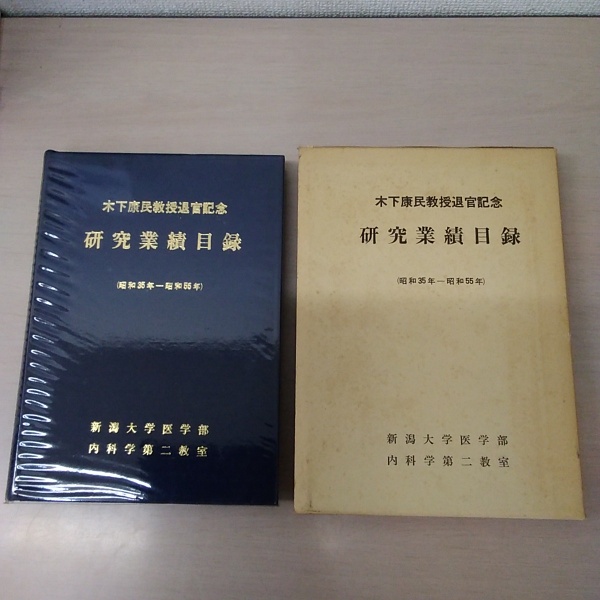 木下康民教授退官記念
研究業績目録
(昭和35年―昭和55年)
新潟大学医学部
内科学第二教室
木下康民教授退官記念
研究業績目録
(昭和35年―昭和55年)
新潟大学医学部
内科学第二教室